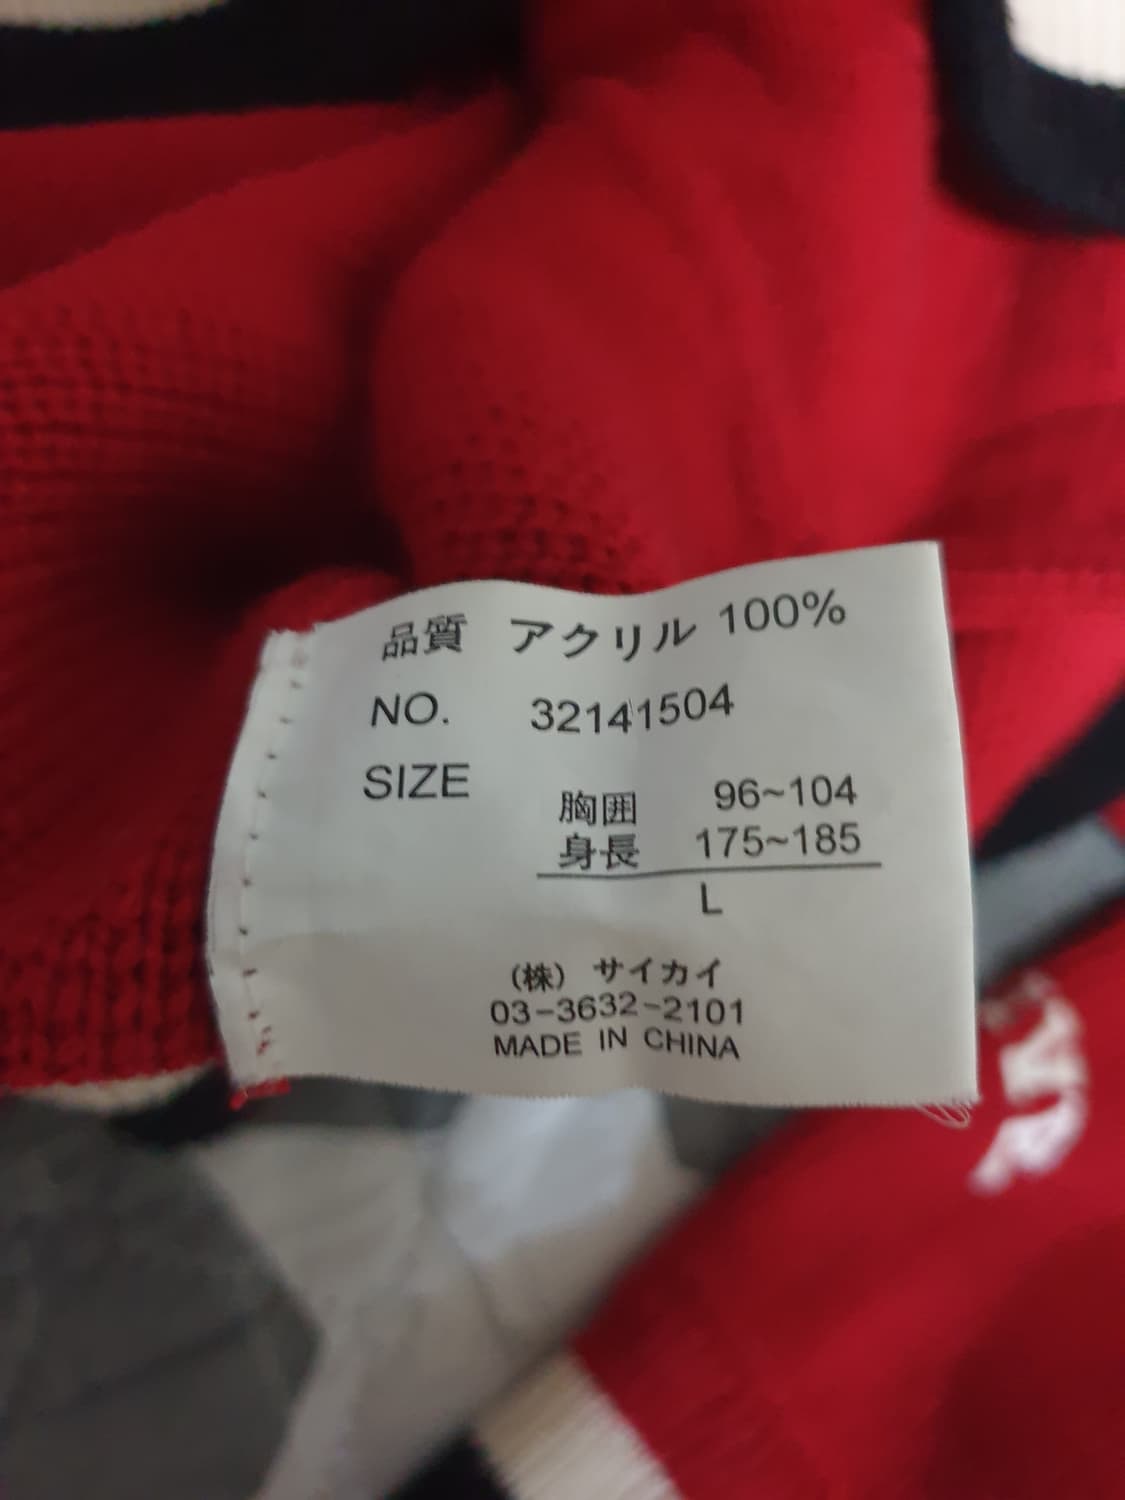 品質 アクリル 100%
NO. 32141504
SIZE
胸囲 96~104
身長 175~185
L
(株) サイカイ
03-3632-2101
MADE IN CHINA